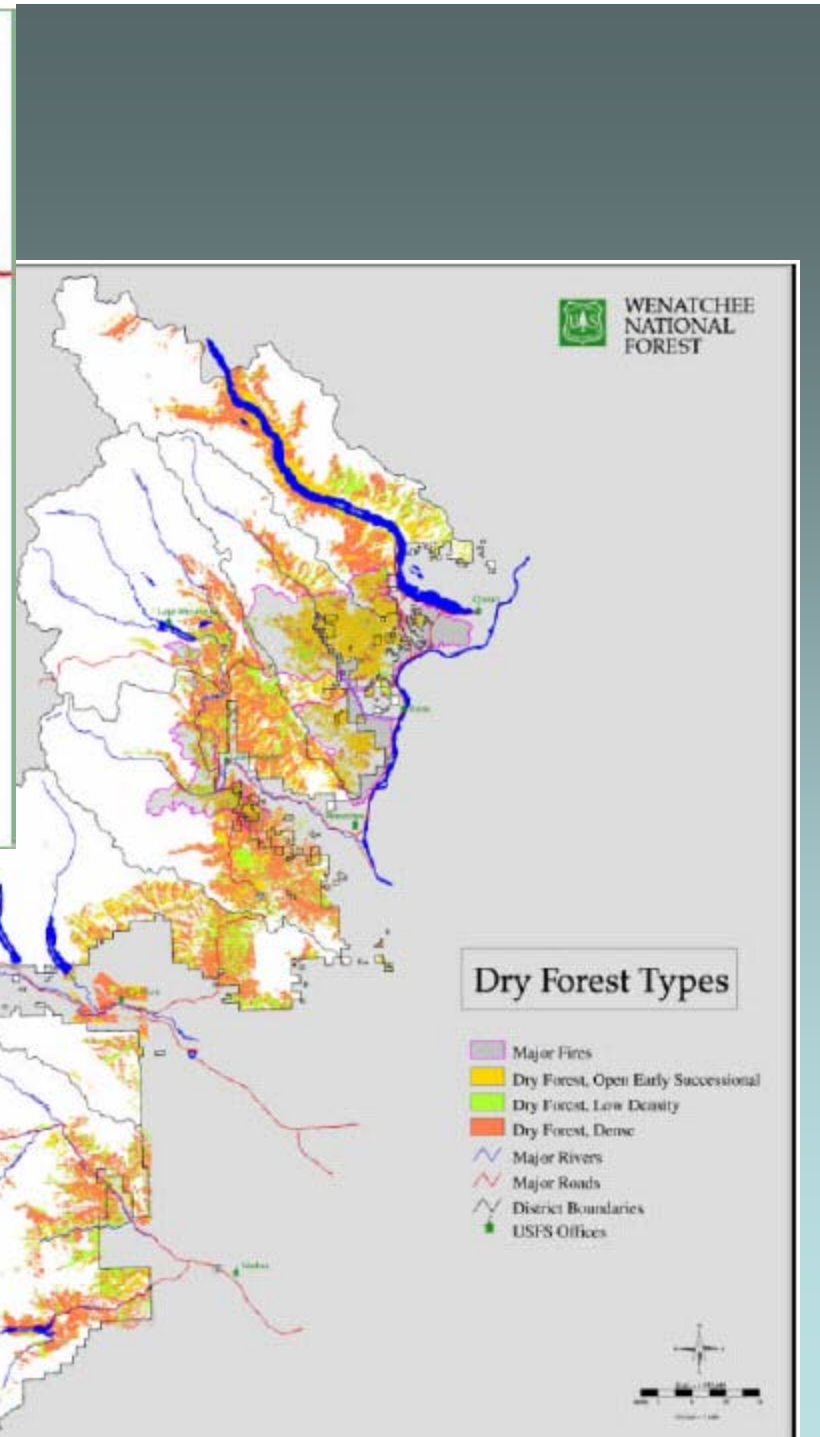 WENATCHEE
NATIONAL
FOREST
Dry Forest Types
Major Fires
Dry Forest, Open Early Successional
Dry Forest, Low Density
Dry Forest, Dense
Major Rivers
Major Roads
District Boundaries
USFS Offices